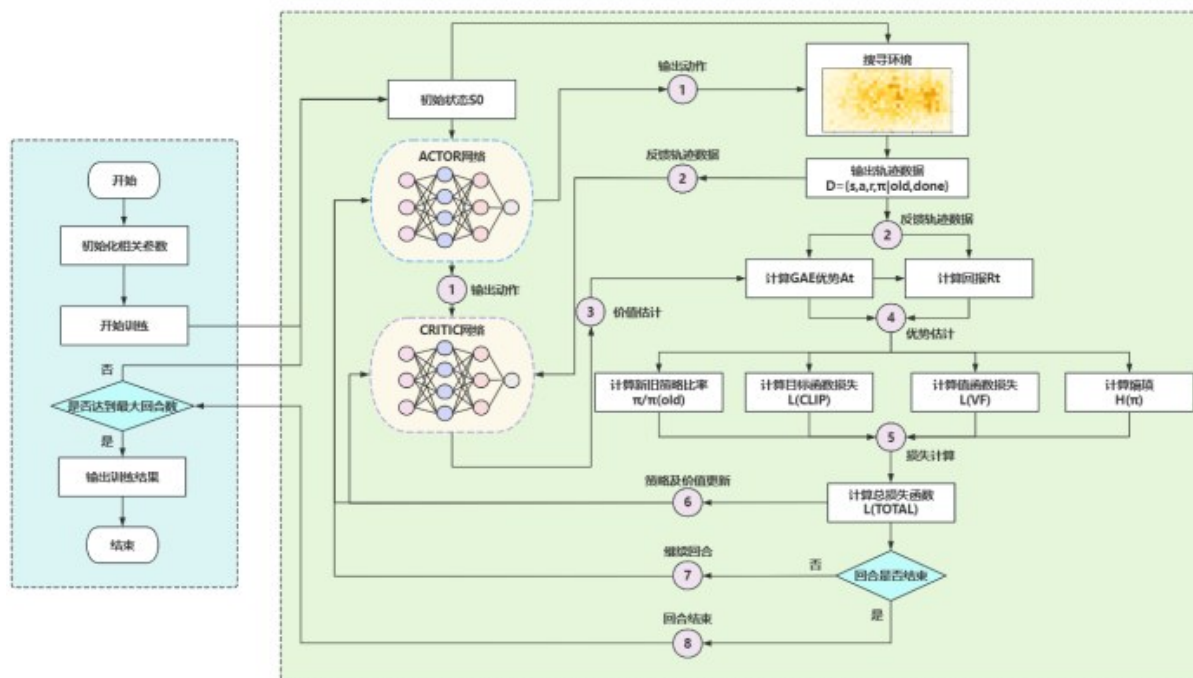 开始
初始化相关参数
开始训练
否
是否达到最大回合数
是
输出训练结果
结束
初始状态S0
ACTOR网络
1
输出动作
CRITIC网络
输出动作
1
搜寻环境
反馈轨迹数据
2
输出轨迹数据
D={s,a,r,π|old,done}
2
反馈轨迹数据
计算GAE优势At
计算回报Rt
3
价值估计
4
优势估计
计算新旧策略比率
π/π(old)
计算目标函数损失
L(CLIP)
计算值函数损失
L(VF)
计算熵项
H(π)
5
损失计算
计算总损失函数
L(TOTAL)
策略及价值更新
6
继续回合
7
否
回合是否结束
是
回合结束
8